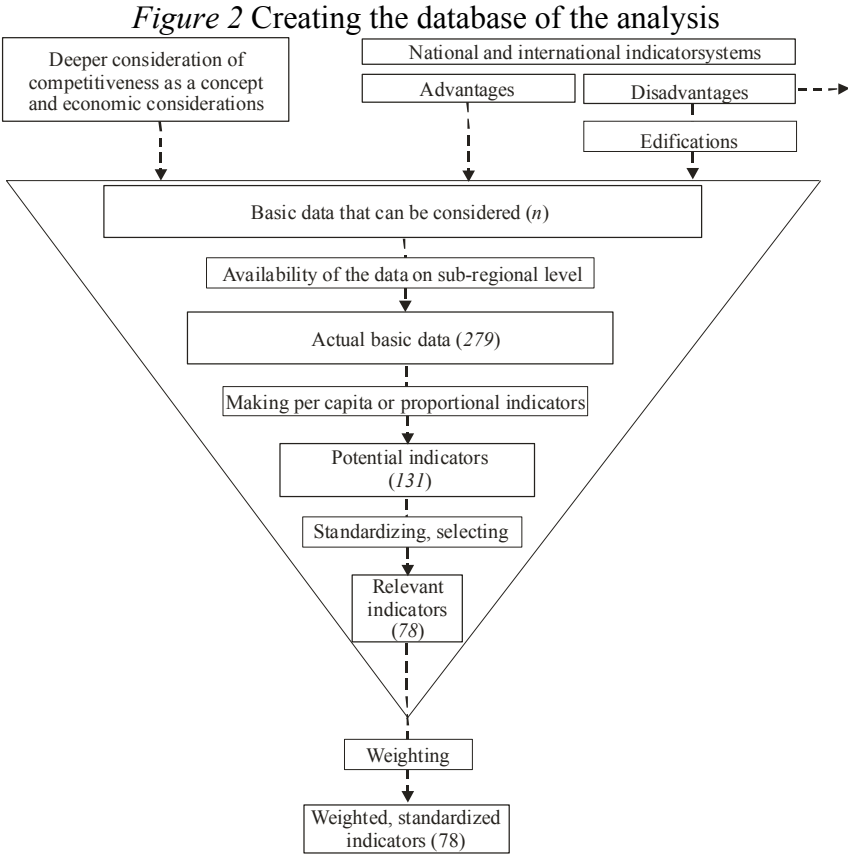 Figure 2 Creating the database of the analysis
Deeper consideration of
competitiveness as a concept
and economic considerations
National and international indicatorsystems
Advantages
Disadvantages
Edifications
Basic data that can be considered (n)
Availability of the data on sub-regional level
Actual basic data (279)
Making per capita or proportional indicators
Potential indicators
(131)
Standardizing, selecting
Relevant
indicators
(78)
Weighting
Weighted, standardized
indicators (78)